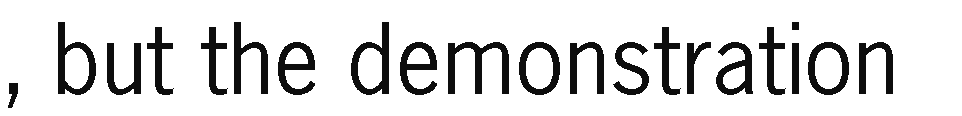 , but the demonstration